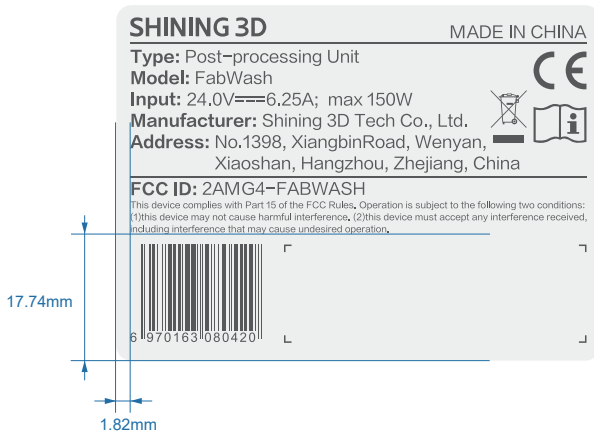 SHINING 3D MADE IN CHINA
Type: Post-processing Unit
Model: FabWash
Input: 24.0V⎓6.25A; max 150W
Manufacturer: Shining 3D Tech Co., Ltd.
Address: No.1398, XiangbinRoad, Wenyan,
Xiaoshan, Hangzhou, Zhejiang, China
CE
i
FCC ID: 2AMG4-FABWASH
This device complies with Part 15 of the FCC Rules. Operation is subject to the following two conditions:
(1)this device may not cause harmful interference. (2)this device must accept any interference received,
including interference that may cause undesired operation.
17.74mm
6 970163 080420
1.82mm